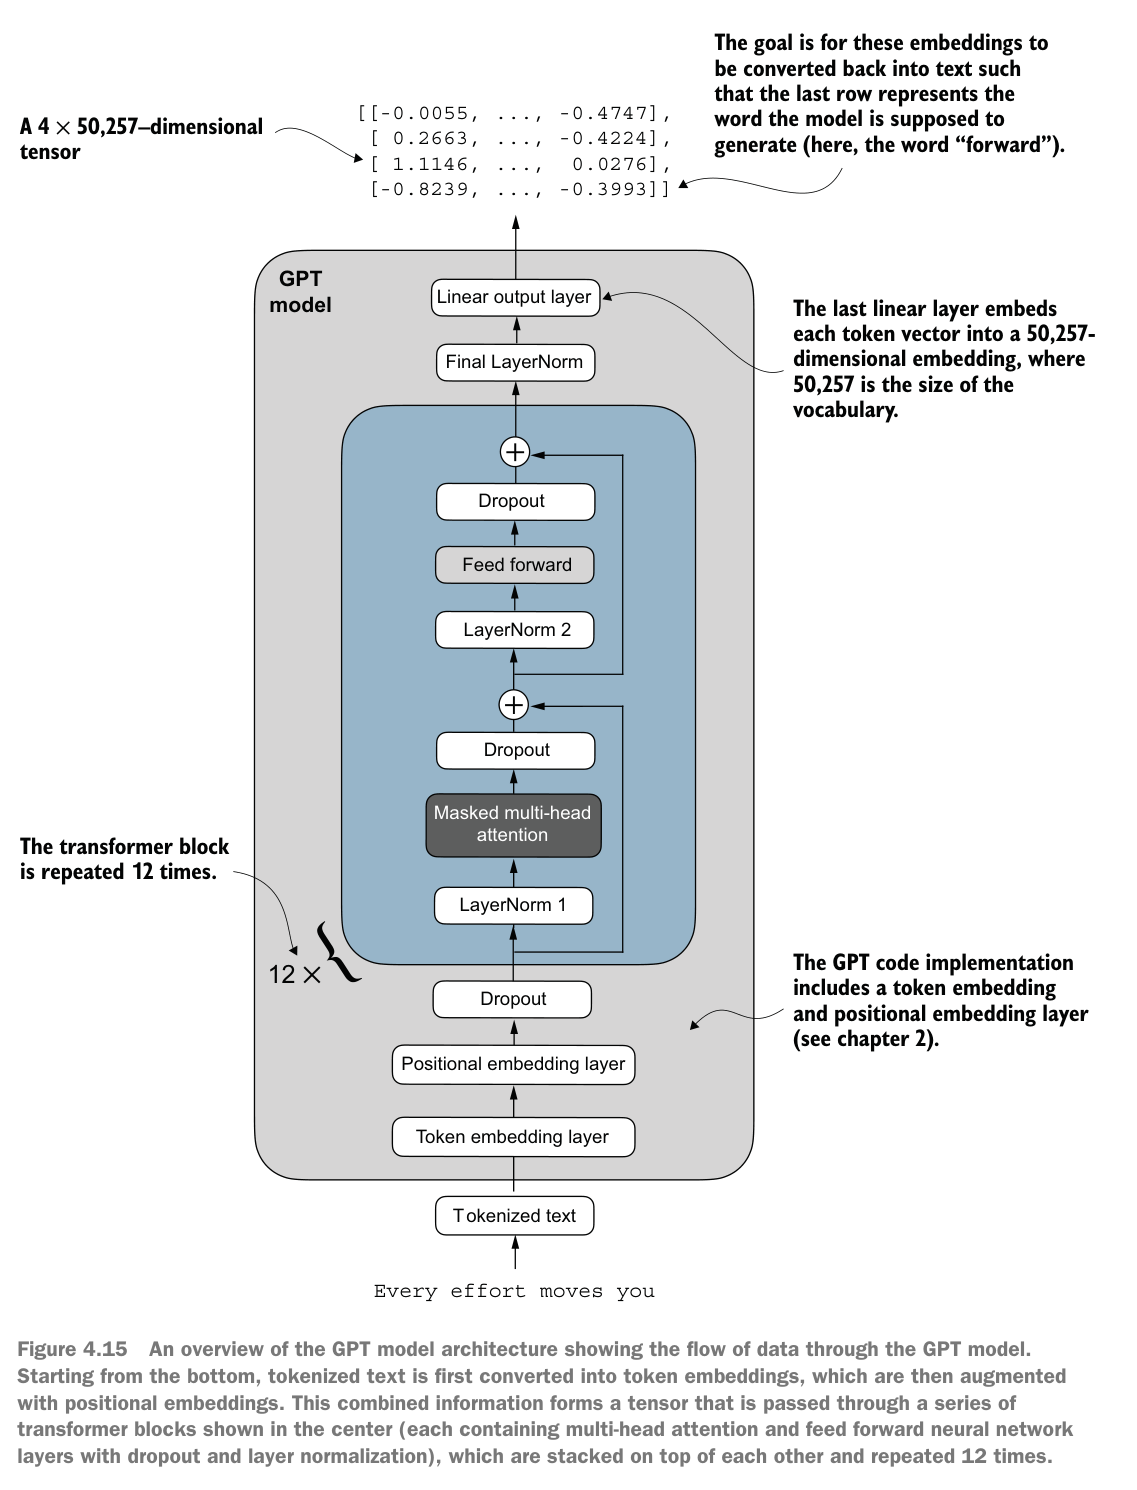 The goal is for these embeddings to
be converted back into text such
that the last row represents the
word the model is supposed to
generate (here, the word “forward”).
A 4 × 50,257–dimensional
tensor
[[-0.0055, ..., -0.4747],
[ 0.2663, ..., -0.4224],
[ 1.1146, ..., 0.0276],
[-0.8239, ..., -0.3993]]
GPT
model
Linear output layer
The last linear layer embeds
each token vector into a 50,257-
dimensional embedding, where
50,257 is the size of the
vocabulary.
Final LayerNorm
+
Dropout
Feed forward
LayerNorm 2
+
Dropout
Masked multi-head
attention
The transformer block
is repeated 12 times.
LayerNorm 1
12 × {
Dropout
The GPT code implementation
includes a token embedding
and positional embedding layer
(see chapter 2).
Positional embedding layer
Token embedding layer
Tokenized text
Every effort moves you
Figure 4.15 An overview of the GPT model architecture showing the flow of data through the GPT model.
Starting from the bottom, tokenized text is first converted into token embeddings, which are then augmented
with positional embeddings. This combined information forms a tensor that is passed through a series of
transformer blocks shown in the center (each containing multi-head attention and feed forward neural network
layers with dropout and layer normalization), which are stacked on top of each other and repeated 12 times.